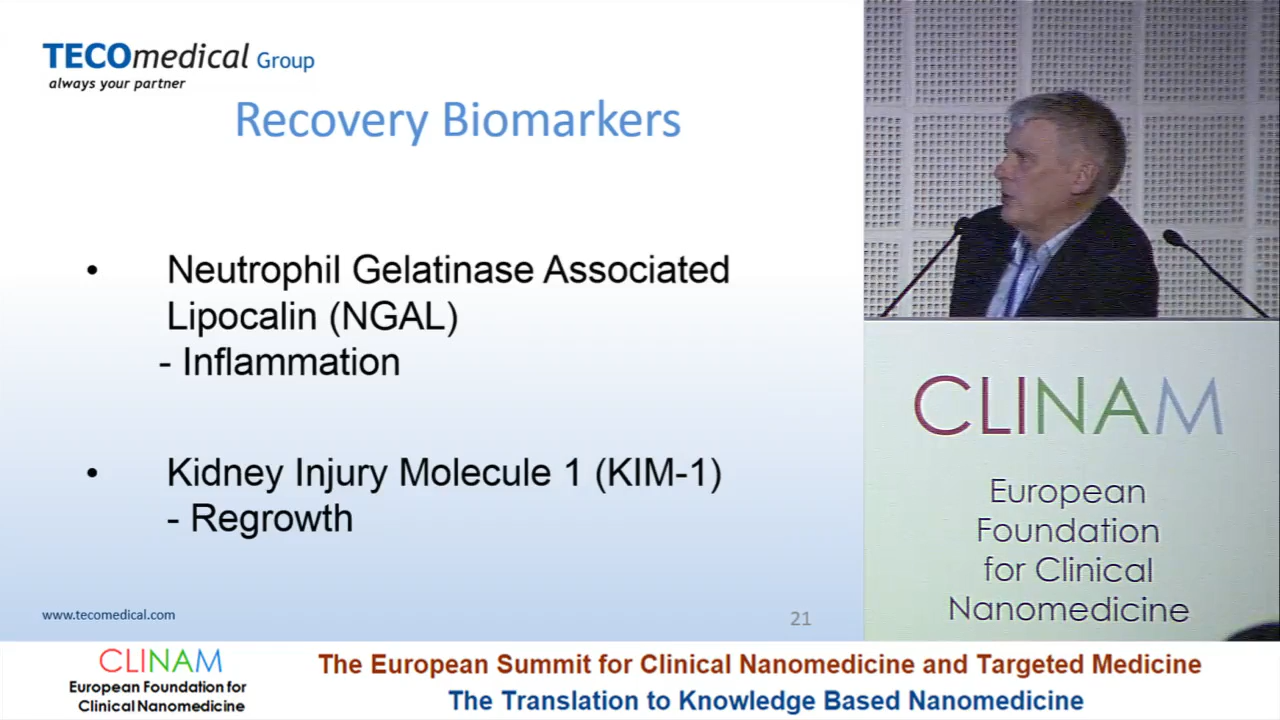 TECOmedical Group
always your partner
Recovery Biomarkers
• Neutrophil Gelatinase Associated
Lipocalin (NGAL)
- Inflammation
• Kidney Injury Molecule 1 (KIM-1)
- Regrowth
www.tecomedical.com
21
CLINAM
European
Foundation
for Clinical
Nanomedicine
CLINAM
European Foundation for
Clinical Nanomedicine
The European Summit for Clinical Nanomedicine and Targeted Medicine
The Translation to Knowledge Based Nanomedicine